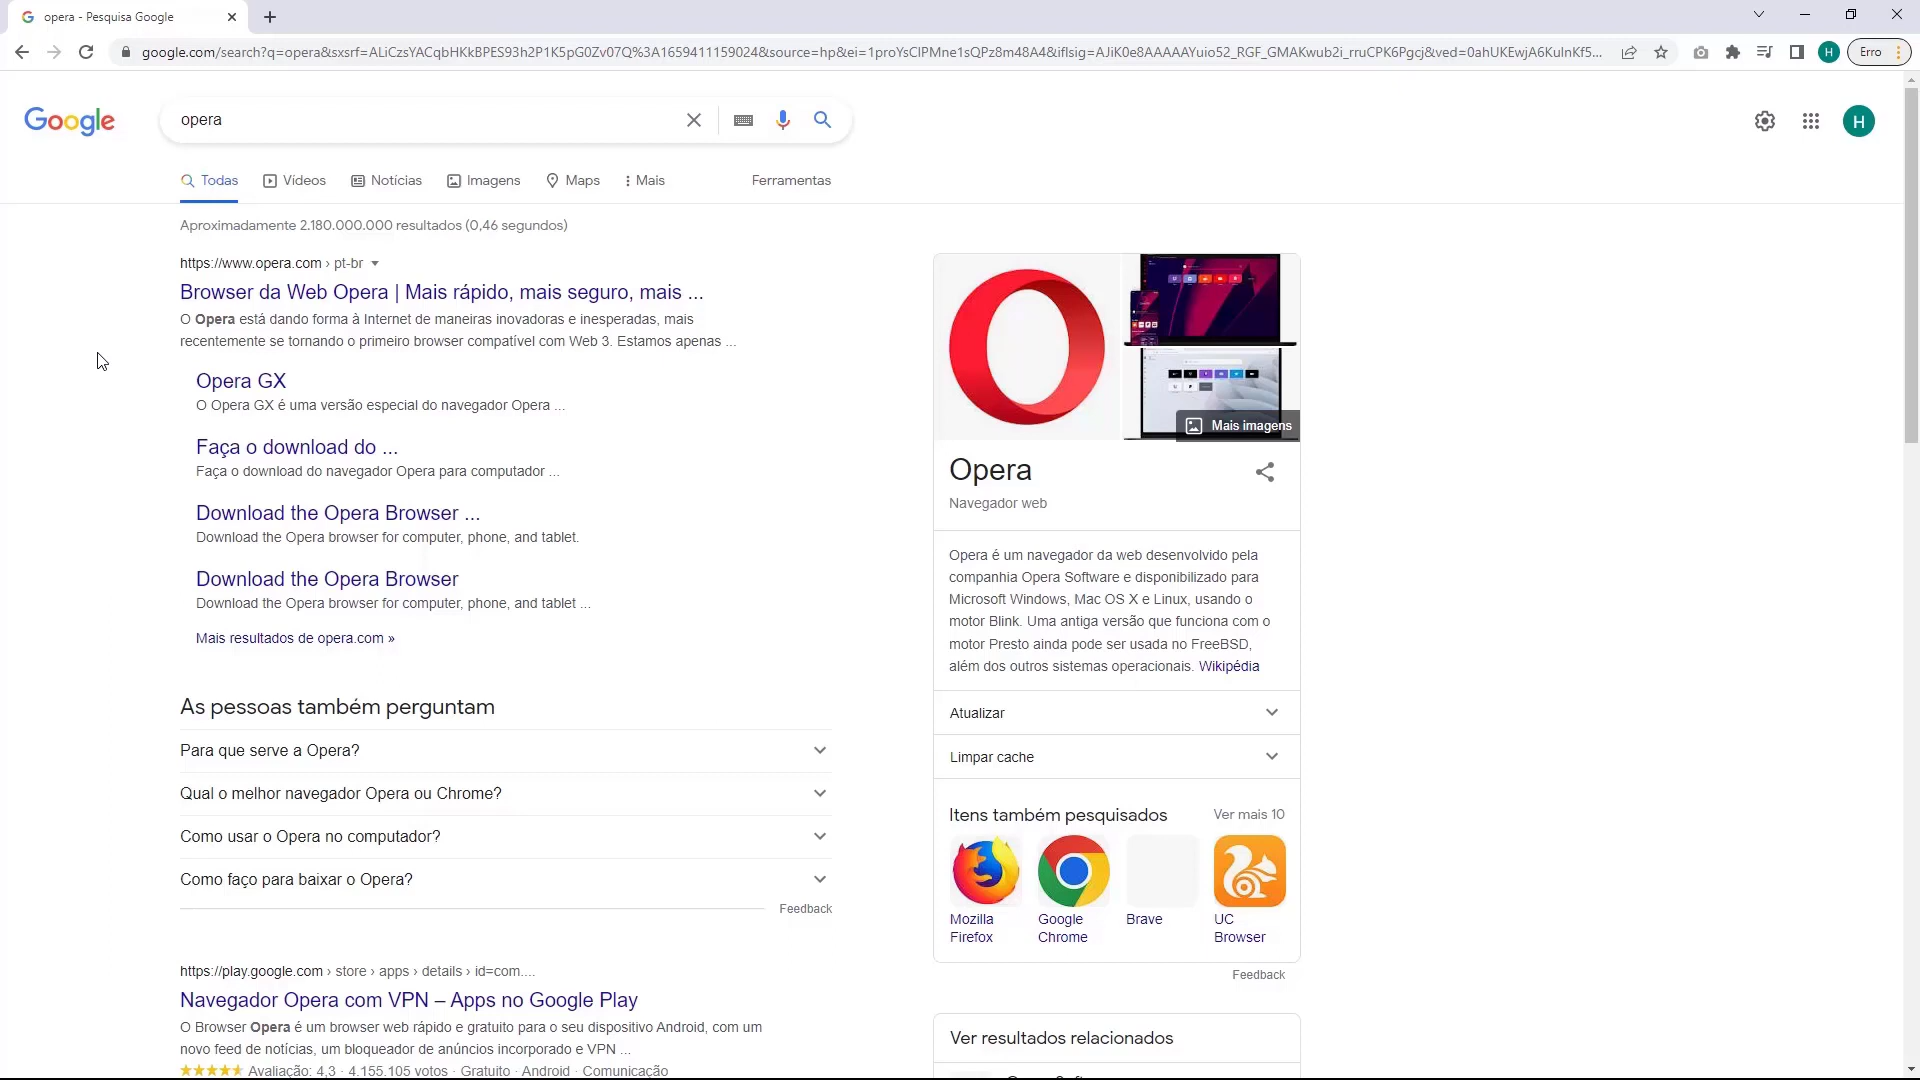 opera - Pesquisa Google
google.com/search?q=opera&sxsrf=ALiCzsYACqbHKkBPES93h2P1K5pG0Zv07Q%3A1659411159024&source=hp&ei=1proYsCIPMne1sQPz8m48A4&iflsig=AJiK0e8AAAAAYuio52_RGF_GMAKwub2i_rruCPK6Pgcj&ved=0ahUKEwjA6KulnKf5...
H
Erro
Google
opera
H
Todas
Vídeos
Notícias
Imagens
Maps
Mais
Ferramentas
Aproximadamente 2.180.000.000 resultados (0,46 segundos)
https://www.opera.com › pt-br
Browser da Web Opera | Mais rápido, mais seguro, mais ...
O Opera está dando forma à Internet de maneiras inovadoras e inesperadas, mais
recentemente se tornando o primeiro browser compatível com Web 3. Estamos apenas ...
Opera GX
O Opera GX é uma versão especial do navegador Opera ...
Faça o download do ...
Faça o download do navegador Opera para computador ...
Download the Opera Browser ...
Download the Opera browser for computer, phone, and tablet.
Download the Opera Browser
Download the Opera browser for computer, phone, and tablet ...
Mais resultados de opera.com »
As pessoas também perguntam
Para que serve a Opera?
Qual o melhor navegador Opera ou Chrome?
Como usar o Opera no computador?
Como faço para baixar o Opera?
Feedback
https://play.google.com › store › apps › details › id=com....
Navegador Opera com VPN – Apps no Google Play
O Browser Opera é um browser web rápido e gratuito para o seu dispositivo Android, com um
novo feed de notícias, um bloqueador de anúncios incorporado e VPN ...
Avaliação: 4,3 · 4.155.105 votos · Gratuito · Android · Comunicação
Mais imagens
Opera
Navegador web
Opera é um navegador da web desenvolvido pela
companhia Opera Software e disponibilizado para
Microsoft Windows, Mac OS X e Linux, usando o
motor Blink. Uma antiga versão que funciona com o
motor Presto ainda pode ser usada no FreeBSD,
além dos outros sistemas operacionais. Wikipédia
Atualizar
Limpar cache
Itens também pesquisados
Ver mais 10
Mozilla
Firefox
Google
Chrome
Brave
UC
Browser
Feedback
Ver resultados relacionados